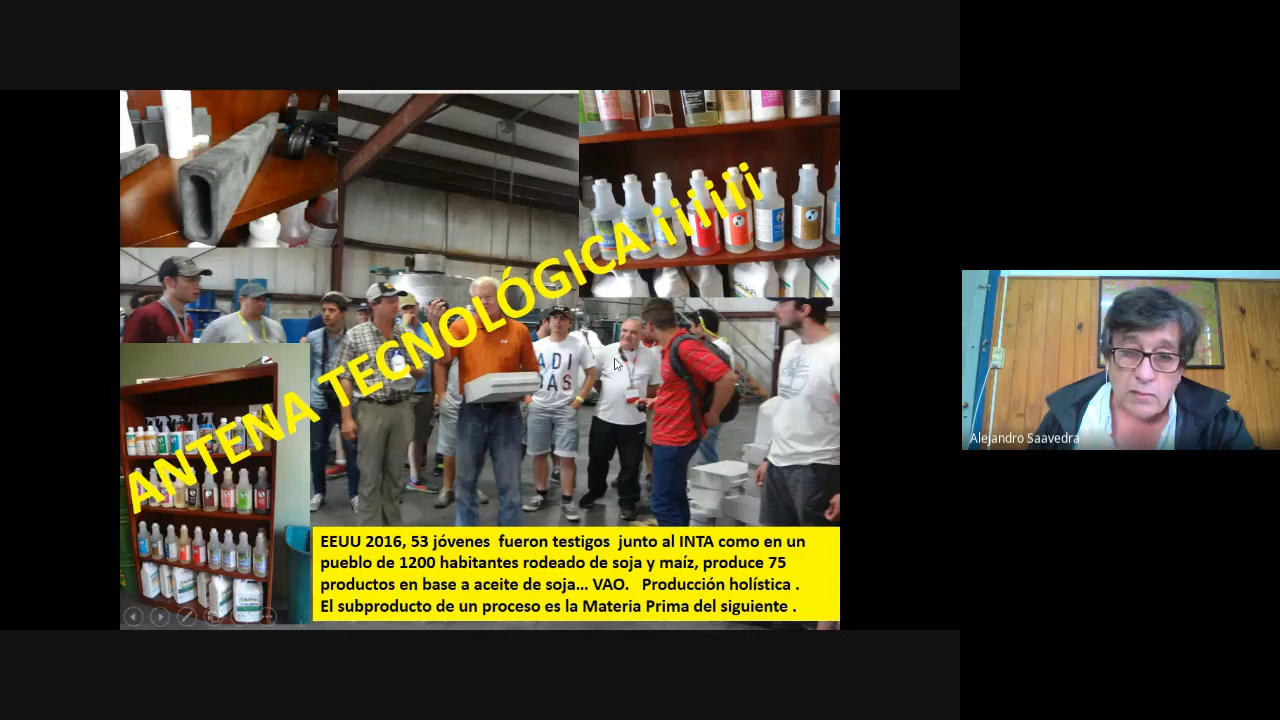 ANTENA TECNOLÓGICA ¡¡¡¡¡¡
ADI
DAS
EEUU 2016, 53 jóvenes fueron testigos junto al INTA como en un
pueblo de 1200 habitantes rodeado de soja y maíz, produce 75
productos en base a aceite de soja... VAO. Producción holística .
El subproducto de un proceso es la Materia Prima del siguiente .
Alejandro Saavedra